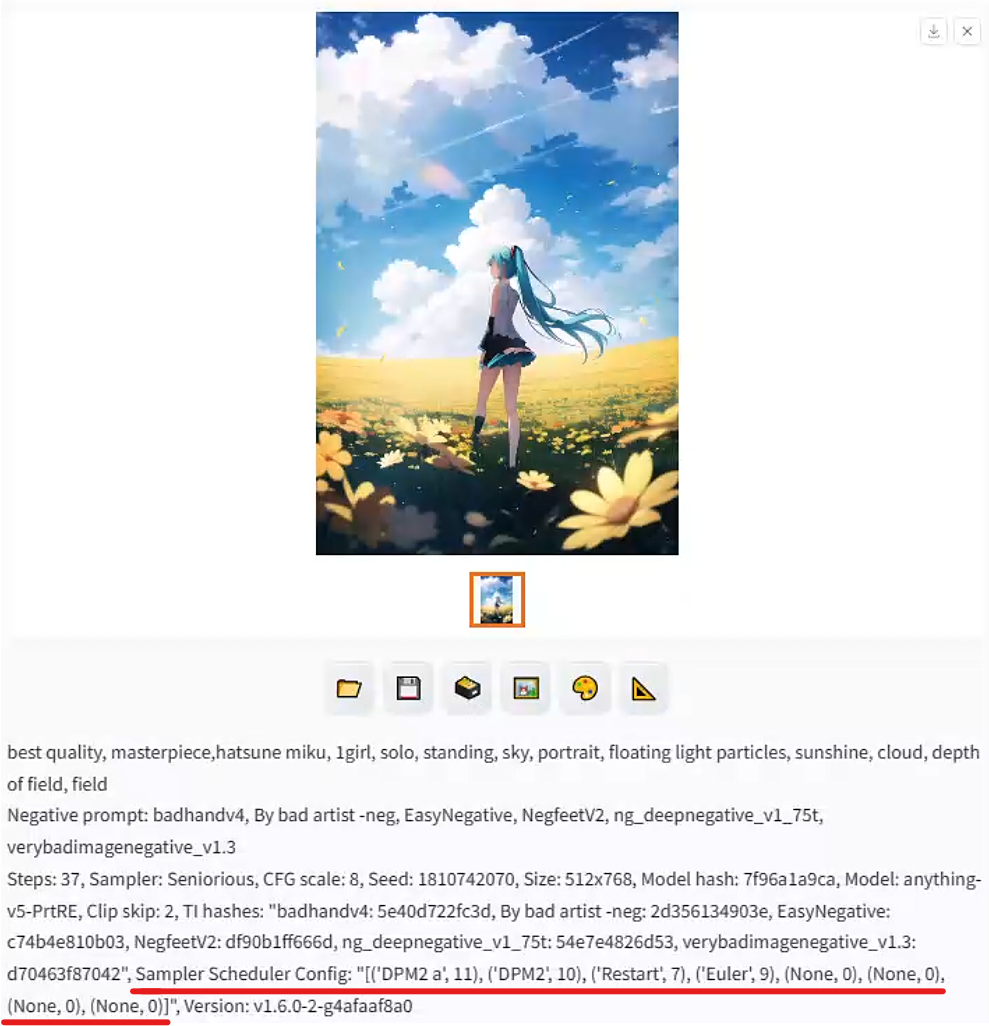 best quality, masterpiece,hatsune miku, 1girl, solo, standing, sky, portrait, floating light particles, sunshine, cloud, depth
of field, field
Negative prompt: badhandv4, By bad artist -neg, EasyNegative, NegfeetV2, ng_deepnegative_v1_75t,
verybadimagenegative_v1.3
Steps: 37, Sampler: Seniorious, CFG scale: 8, Seed: 1810742070, Size: 512x768, Model hash: 7f96a1a9ca, Model: anything-
v5-PrtRE, Clip skip: 2, TI hashes: "badhandv4: 5e40d722fc3d, By bad artist -neg: 2d356134903e, EasyNegative:
c74b4e810b03, NegfeetV2: df90b1ff666d, ng_deepnegative_v1_75t: 54e7e4826d53, verybadimagenegative_v1.3:
d70463f87042", Sampler Scheduler Config: "[('DPM2 a', 11), ('DPM2', 10), ('Restart', 7), ('Euler', 9), (None, 0), (None, 0),
(None, 0), (None, 0)]", Version: v1.6.0-2-g4afaaf8a0